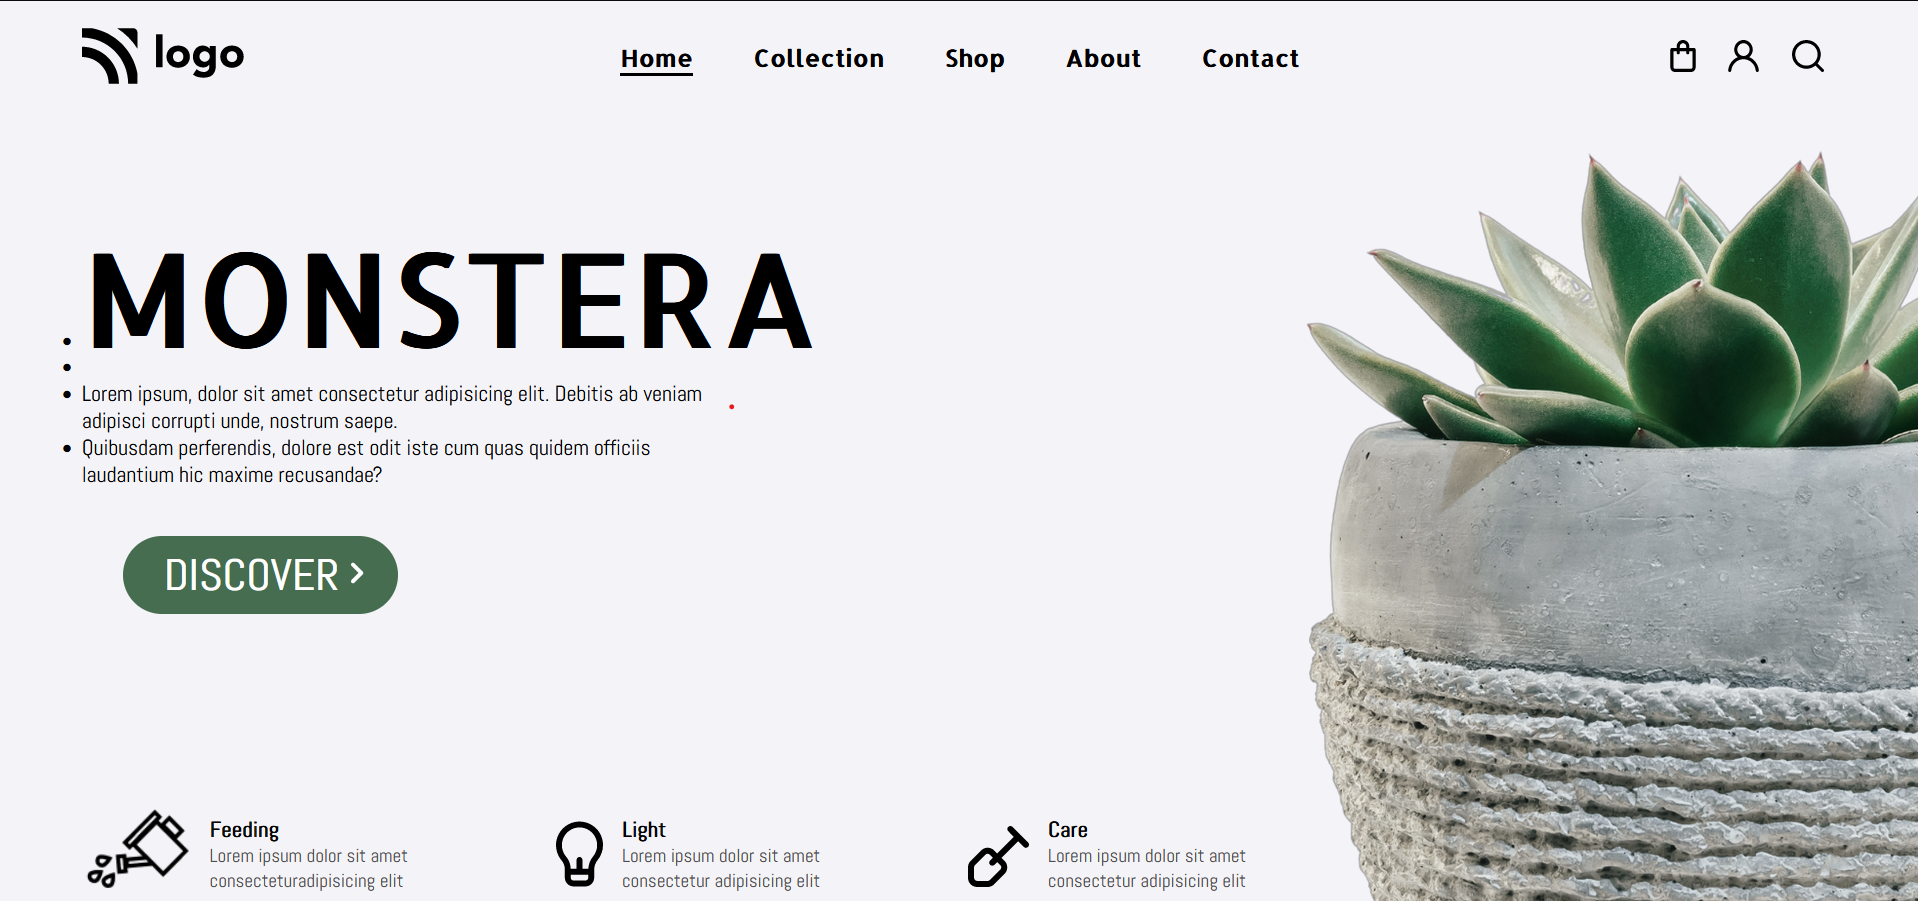 logo
Home Collection Shop About Contact
MONSTERA
Lorem ipsum, dolor sit amet consectetur adipisicing elit. Debitis ab veniam
adipisci corrupti unde, nostrum saepe.
Quibusdam perferendis, dolore est odit iste cum quas quidem officiis
laudantium hic maxime recusandae?
DISCOVER
Feeding
Lorem ipsum dolor sit amet
consecteturadipisicing elit
Light
Lorem ipsum dolor sit amet
consectetur adipisicing elit
Care
Lorem ipsum dolor sit amet
consectetur adipisicing elit